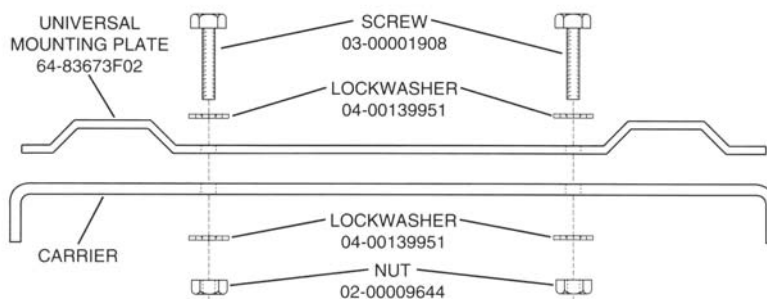 UNIVERSAL
MOUNTING PLATE
64-83673F02
SCREW
03-00001908
LOCKWASHER
04-00139951
LOCKWASHER
04-00139951
CARRIER
NUT
02-00009644